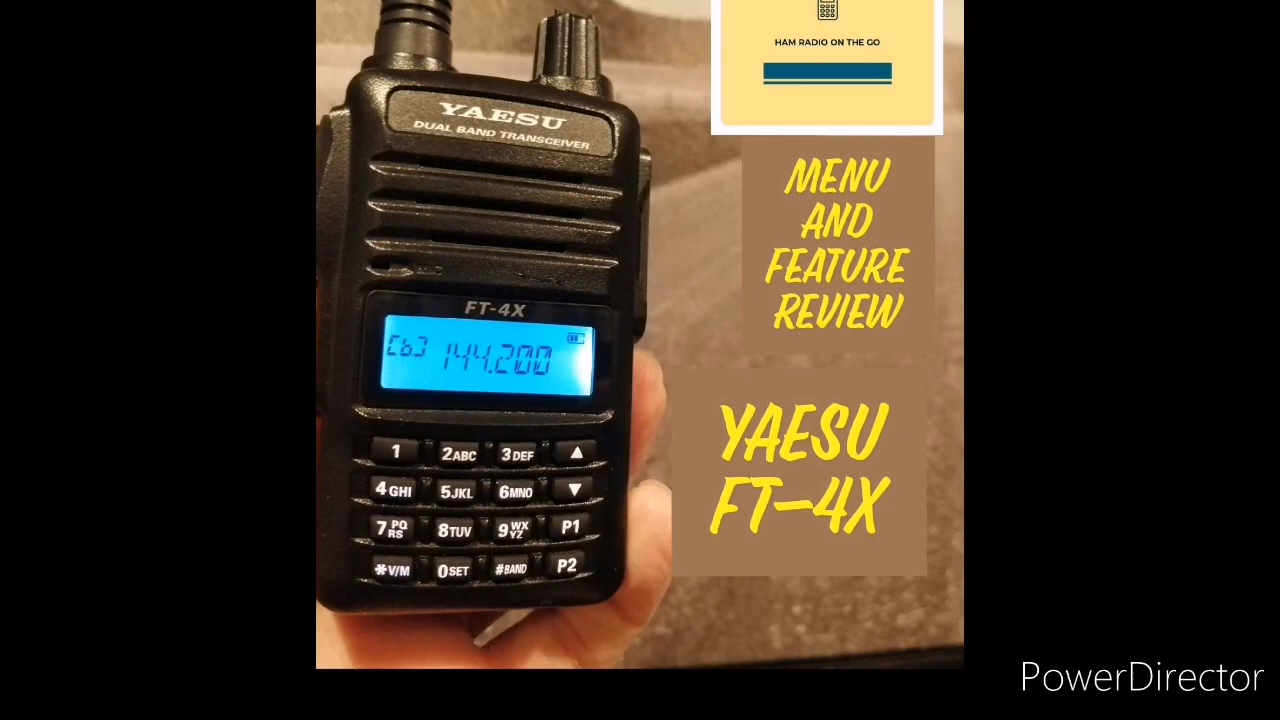 HAM RADIO ON THE GO
YAESU
DUAL BAND TRANSCEIVER
MENU
AND
FEATURE
REVIEW
FT-4X
[b] 144.200
YAESU
FT-4X
1 2ABC 3DEF ▲
4GHI 5JKL 6MNO ▼
7PQRS 8TUV 9WXYZ P1
*V/M 0SET #BAND P2
PowerDirector